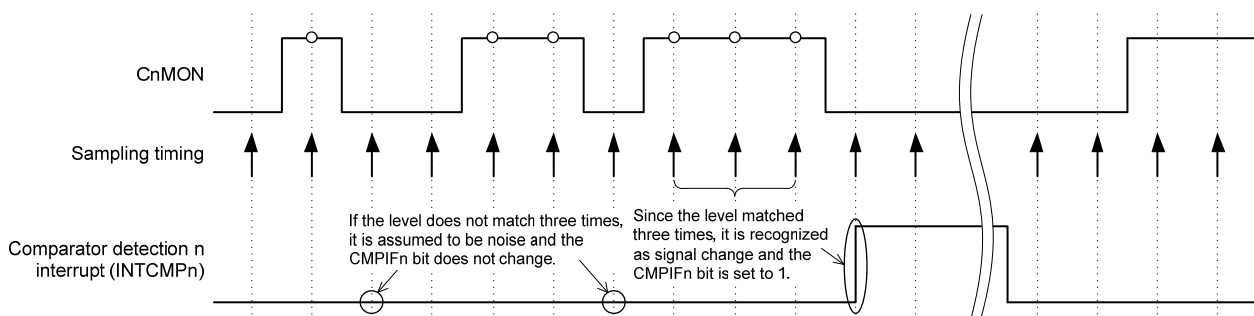 CnMON
Sampling timing
If the level does not match three times,
it is assumed to be noise and the
CMPIFn bit does not change.
Since the level matched
three times, it is recognized
as signal change and the
CMPIFn bit is set to 1.
Comparator detection n
interrupt (INTCMPn)